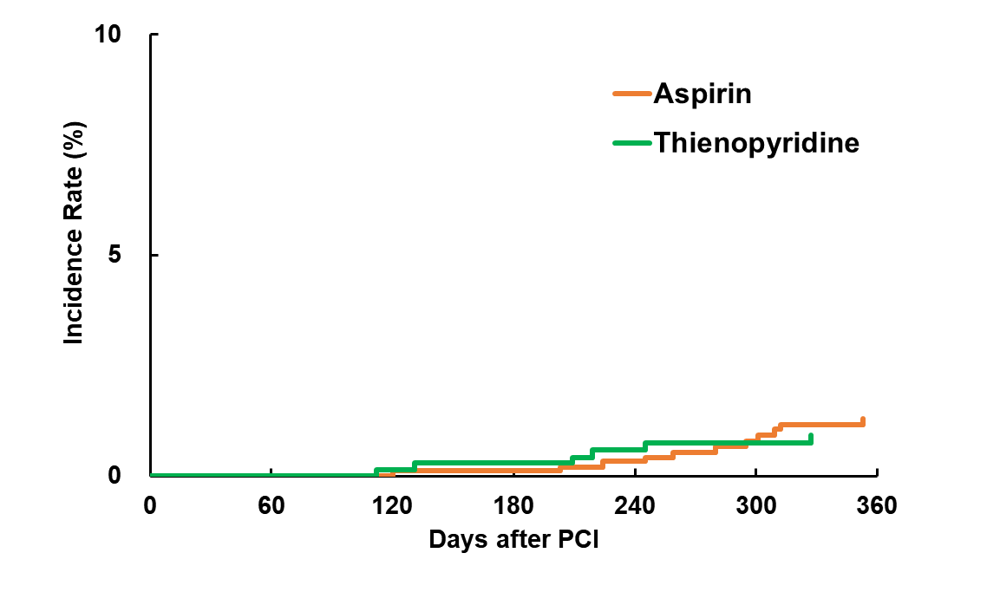 10
Aspirin
Thienopyridine
Incidence Rate (%)
5
0
0 60 120 180 240 300 360
Days after PCI